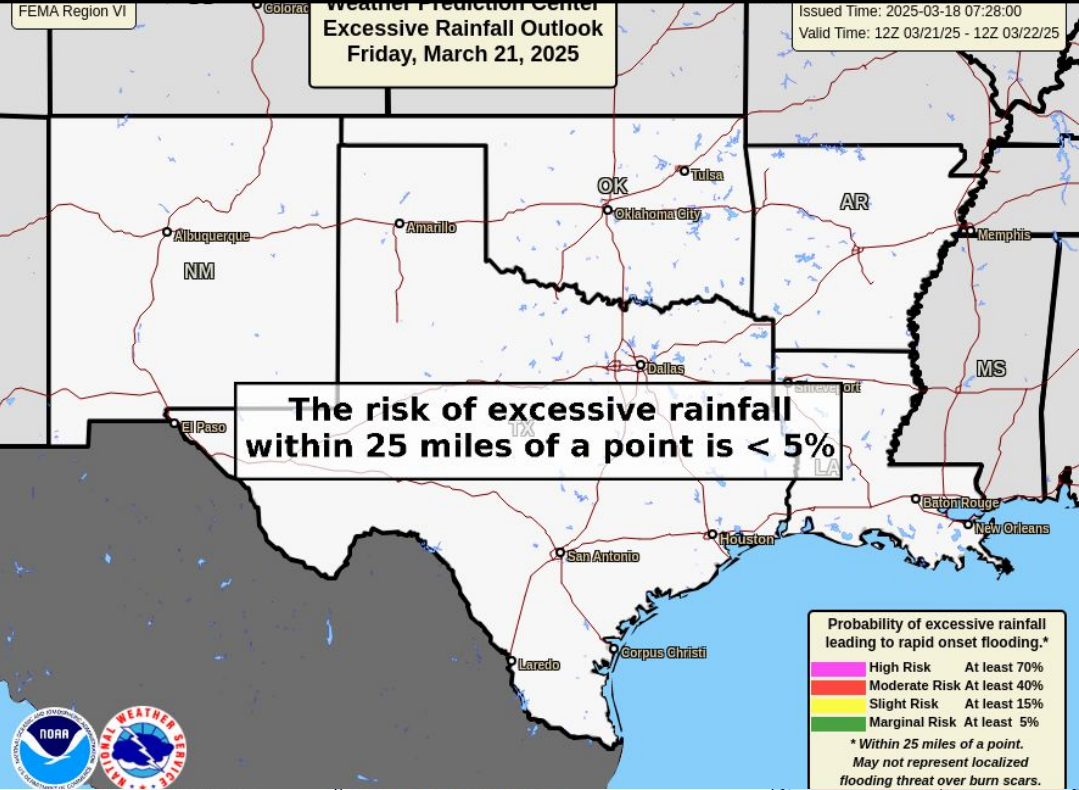 FEMA Region VI
Weather Prediction Center
Excessive Rainfall Outlook
Friday, March 21, 2025
Issued Time: 2025-03-18 07:28:00
Valid Time: 12Z 03/21/25 - 12Z 03/22/25
Colorad
Tulsa
OK
AR
Oklahoma City
Amarillo
Albuquerque
Memphis
NM
Dallas
MS
Shreveport
The risk of excessive rainfall
within 25 miles of a point is < 5%
El Paso
TX
LA
Baton Rouge
New Orleans
Houston
San Antonio
Corpus Christi
Laredo
Probability of excessive rainfall
leading to rapid onset flooding.*
High Risk At least 70%
Moderate Risk At least 40%
Slight Risk At least 15%
Marginal Risk At least 5%
* Within 25 miles of a point.
May not represent localized
flooding threat over burn scars.
NOAA
NATIONAL WEATHER SERVICE